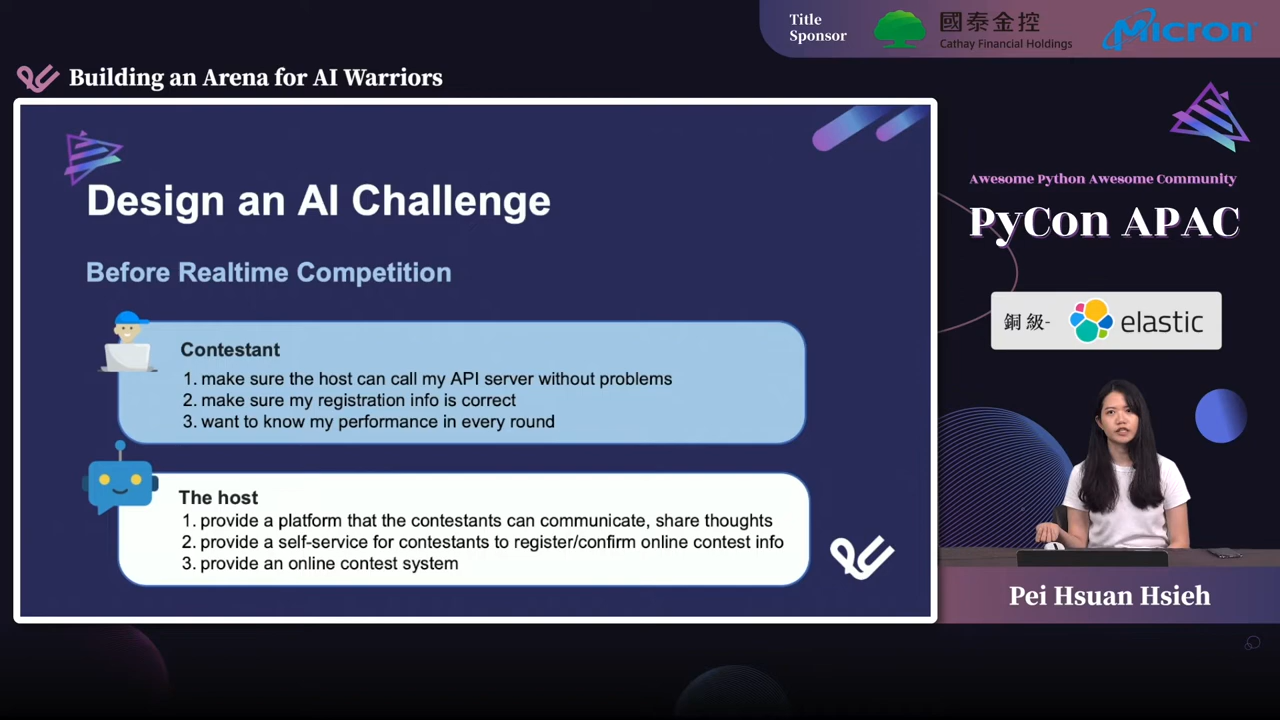 Title
Sponsor
國泰金控
Cathay Financial Holdings
Micron
Building an Arena for AI Warriors
Design an AI Challenge
Before Realtime Competition
Contestant
1. make sure the host can call my API server without problems
2. make sure my registration info is correct
3. want to know my performance in every round
The host
1. provide a platform that the contestants can communicate, share thoughts
2. provide a self-service for contestants to register/confirm online contest info
3. provide an online contest system
Awesome Python Awesome Community
PyCon APAC
銅級-
elastic
Pei Hsuan Hsieh